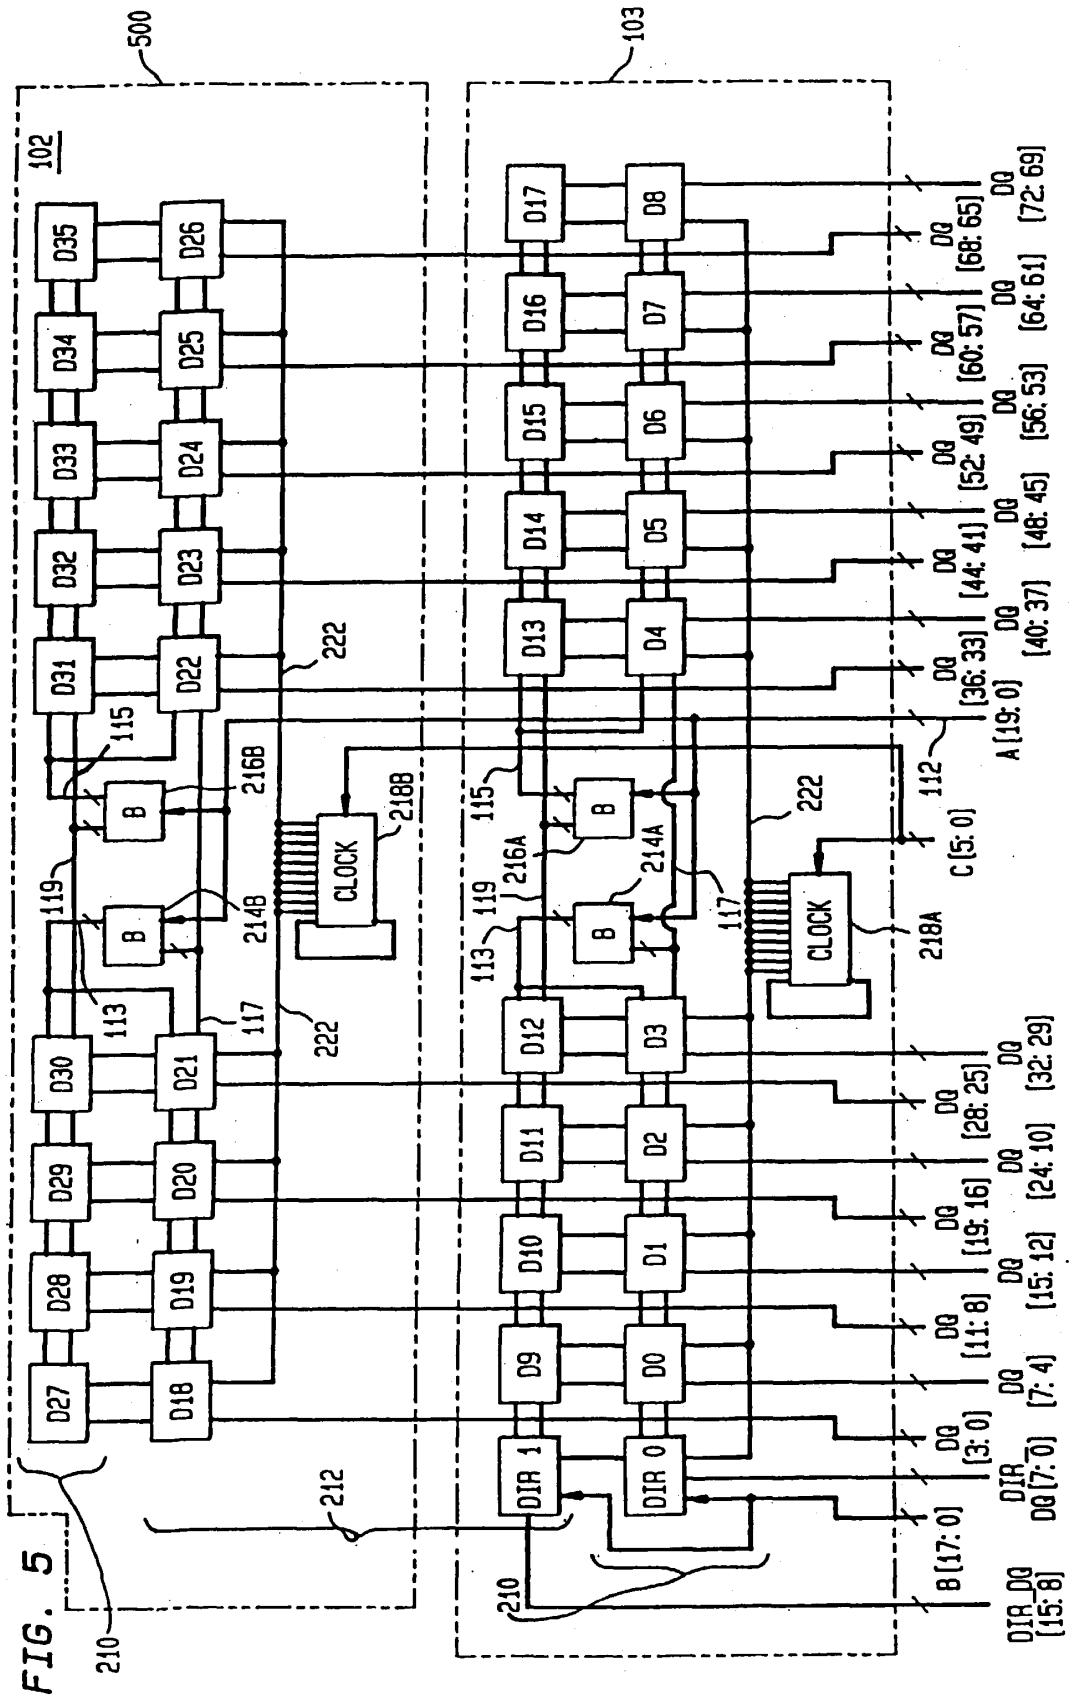 FIG. 5
500
102
D27 D28 D29 D30 D31 D32 D33 D34 D35
D18 D19 D20 D21 D22 D23 D24 D25 D26
119
115
113
B
B
216B
214B
117
222
222
CLOCK
218B
210
212
103
DIR 1 D9 D10 D11 D12 D13 D14 D15 D16 D17
DIR 0 D0 D1 D2 D3 D4 D5 D6 D7 D8
115
113
119
216A
B
B
214A
117
222
CLOCK
218A
210
112
DIR_DQ
[15:8]
B[17:0]
DIR_
DQ[7:0]
DQ
[3:0]
DQ
[7:4]
DQ
[11:8]
DQ
[15:12]
DQ
[19:16]
DQ
[24:10]
DQ
[28:25]
DQ
[32:29]
C[5:0]
A[19:0]
DQ
[36:33]
DQ
[40:37]
DQ
[44:41]
DQ
[48:45]
DQ
[52:49]
DQ
[56:53]
DQ
[60:57]
DQ
[64:61]
DQ
[68:65]
DQ
[72:69]